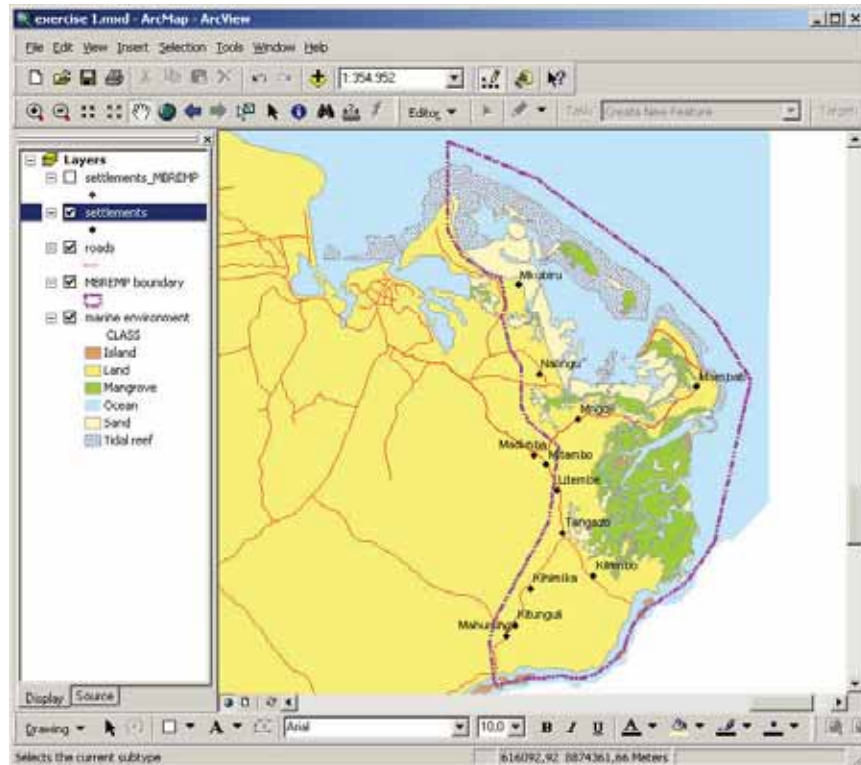 exercise 1.mxd - ArcMap - ArcView
File Edit View Insert Selection Tools Window Help
1:354.952
Editor Task: Create New Feature Target:
Layers
settlements_MBREMP
settlements
roads
MBREMP boundary
marine environment
CLASS
Island
Land
Mangrove
Ocean
Sand
Tidal reef
Mkubiru
Nalingu
Mngoji
Madimba
Mitambo
Litembe
Tangazo
Kilambo
Kihimika
Kitunguli
Display Source
Drawing A Arial 10,0 B I U A
Selects the current subtype 616092,92 8874361,66 Meters